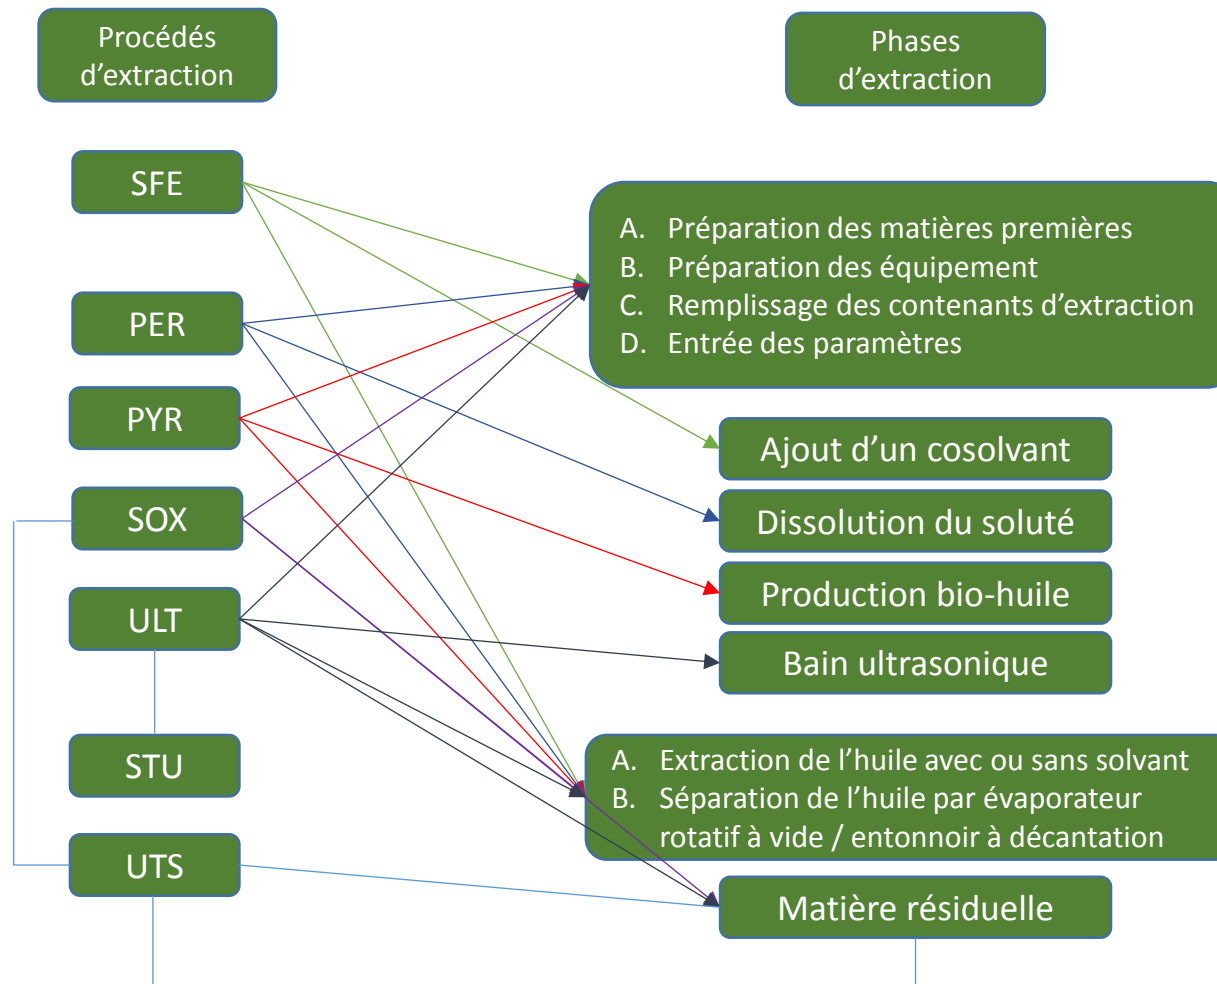 Procédés
d'extraction
Phases
d'extraction
SFE
PER
PYR
SOX
ULT
STU
UTS
A. Préparation des matières premières
B. Préparation des équipement
C. Remplissage des contenants d'extraction
D. Entrée des paramètres
Ajout d'un cosolvant
Dissolution du soluté
Production bio-huile
Bain ultrasonique
A. Extraction de l'huile avec ou sans solvant
B. Séparation de l'huile par évaporateur
rotatif à vide / entonnoir à décantation
Matière résiduelle